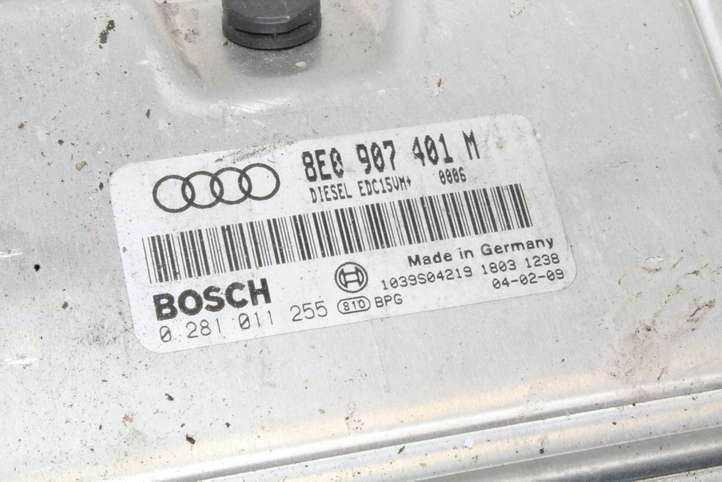 8E0 907 401 M
DIESEL EDC15VM+ 0006
Made in Germany
BOSCH
1039S04219 1803 1238
0 281 011 255 810 BPG
04-02-09